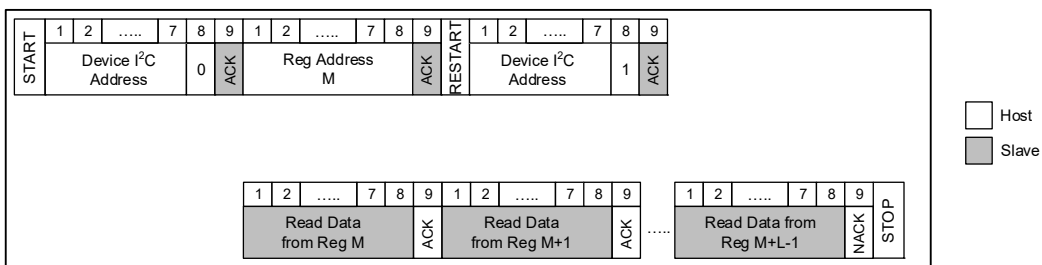 START 1 2 ..... 7 8 9 1 2 ..... 7 8 9 RESTART 1 2 ..... 7 8 9
Device I²C Address 0 ACK Reg Address M ACK Device I²C Address 1 ACK
Host
Slave
1 2 ..... 7 8 9 1 2 ..... 7 8 9 1 2 ..... 7 8 9 STOP
Read Data from Reg M ACK Read Data from Reg M+1 ACK ..... Read Data from Reg M+L-1 NACK